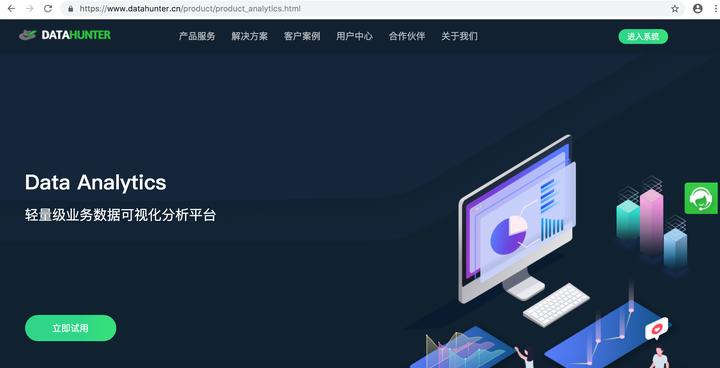 https://www.datahunter.cn/product/product_analytics.html
DATAHUNTER 产品服务 解决方案 客户案例 用户中心 合作伙伴 关于我们 进入系统
Data Analytics
轻量级业务数据可视化分析平台
立即试用